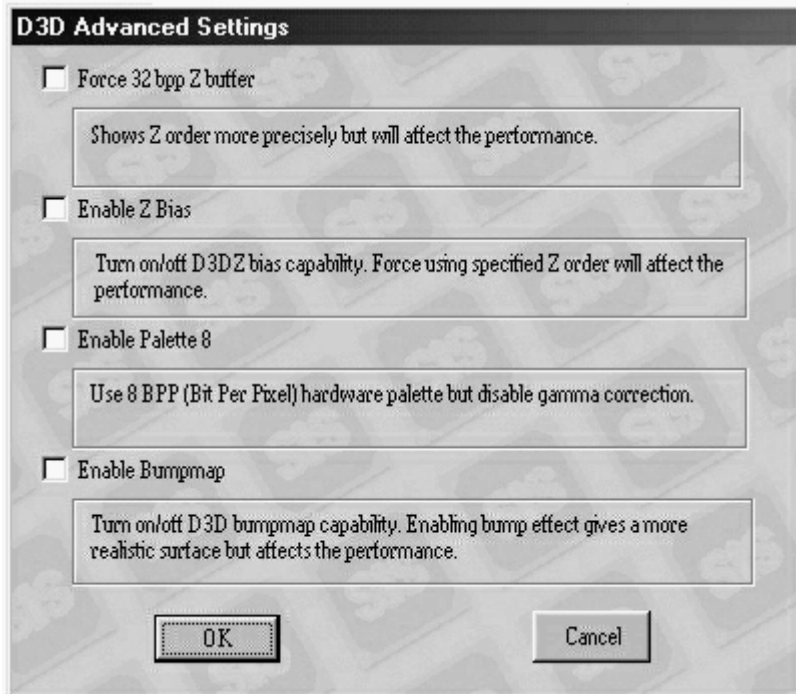 D3D Advanced Settings
Force 32 bpp Z buffer
Shows Z order more precisely but will affect the performance.
Enable Z Bias
Turn on/off D3DZ bias capability. Force using specified Z order will affect the
performance.
Enable Palette 8
Use 8 BPP (Bit Per Pixel) hardware palette but disable gamma correction.
Enable Bumpmap
Turn on/off D3D bumpmap capability. Enabling bump effect gives a more
realistic surface but affects the performance.
OK
Cancel